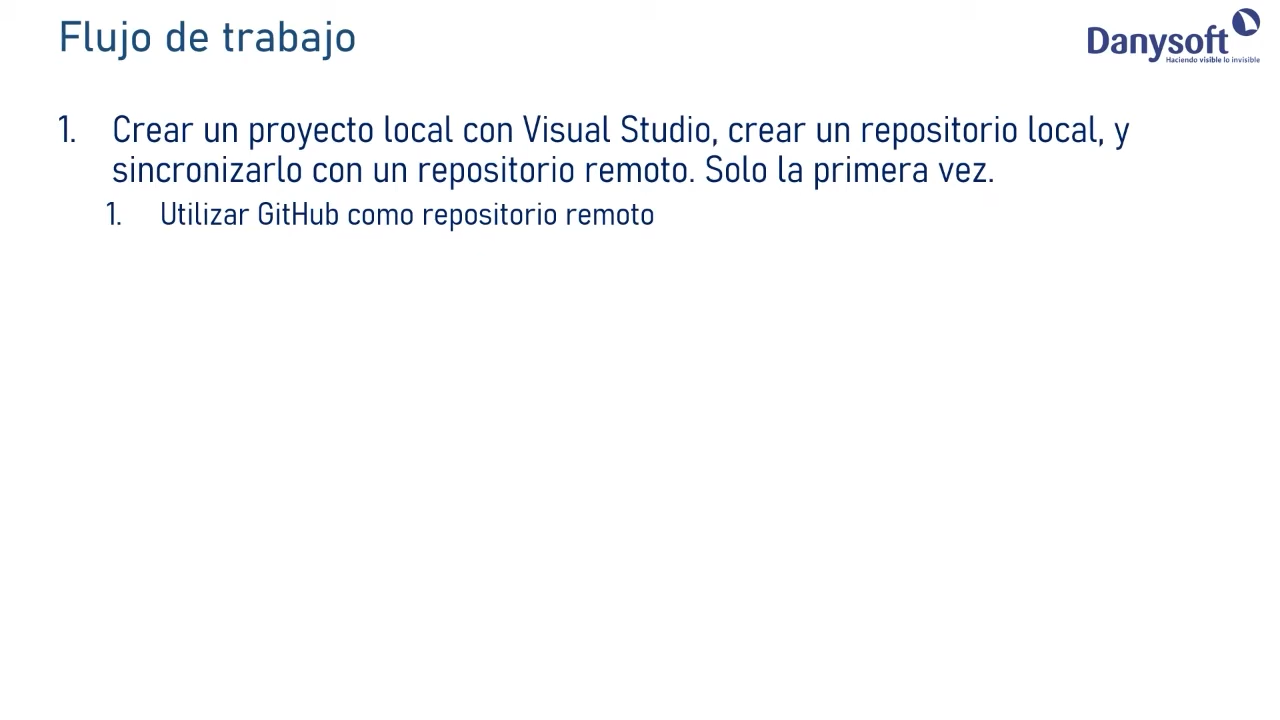 Flujo de trabajo
Danysoft
Haciendo visible lo invisible
1. Crear un proyecto local con Visual Studio, crear un repositorio local, y
sincronizarlo con un repositorio remoto. Solo la primera vez.
1. Utilizar GitHub como repositorio remoto